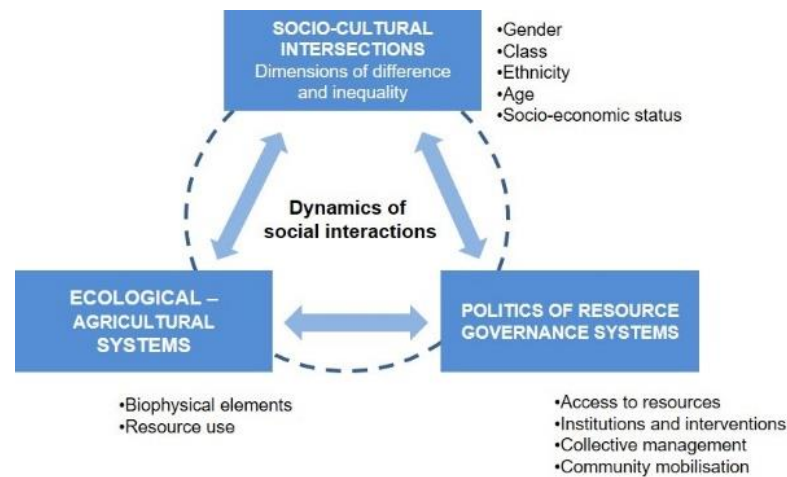 SOCIO-CULTURAL
INTERSECTIONS
Dimensions of difference
and inequality
•Gender
•Class
•Ethnicity
•Age
•Socio-economic status
Dynamics of
social interactions
ECOLOGICAL –
AGRICULTURAL
SYSTEMS
POLITICS OF RESOURCE
GOVERNANCE SYSTEMS
•Biophysical elements
•Resource use
•Access to resources
•Institutions and interventions
•Collective management
•Community mobilisation